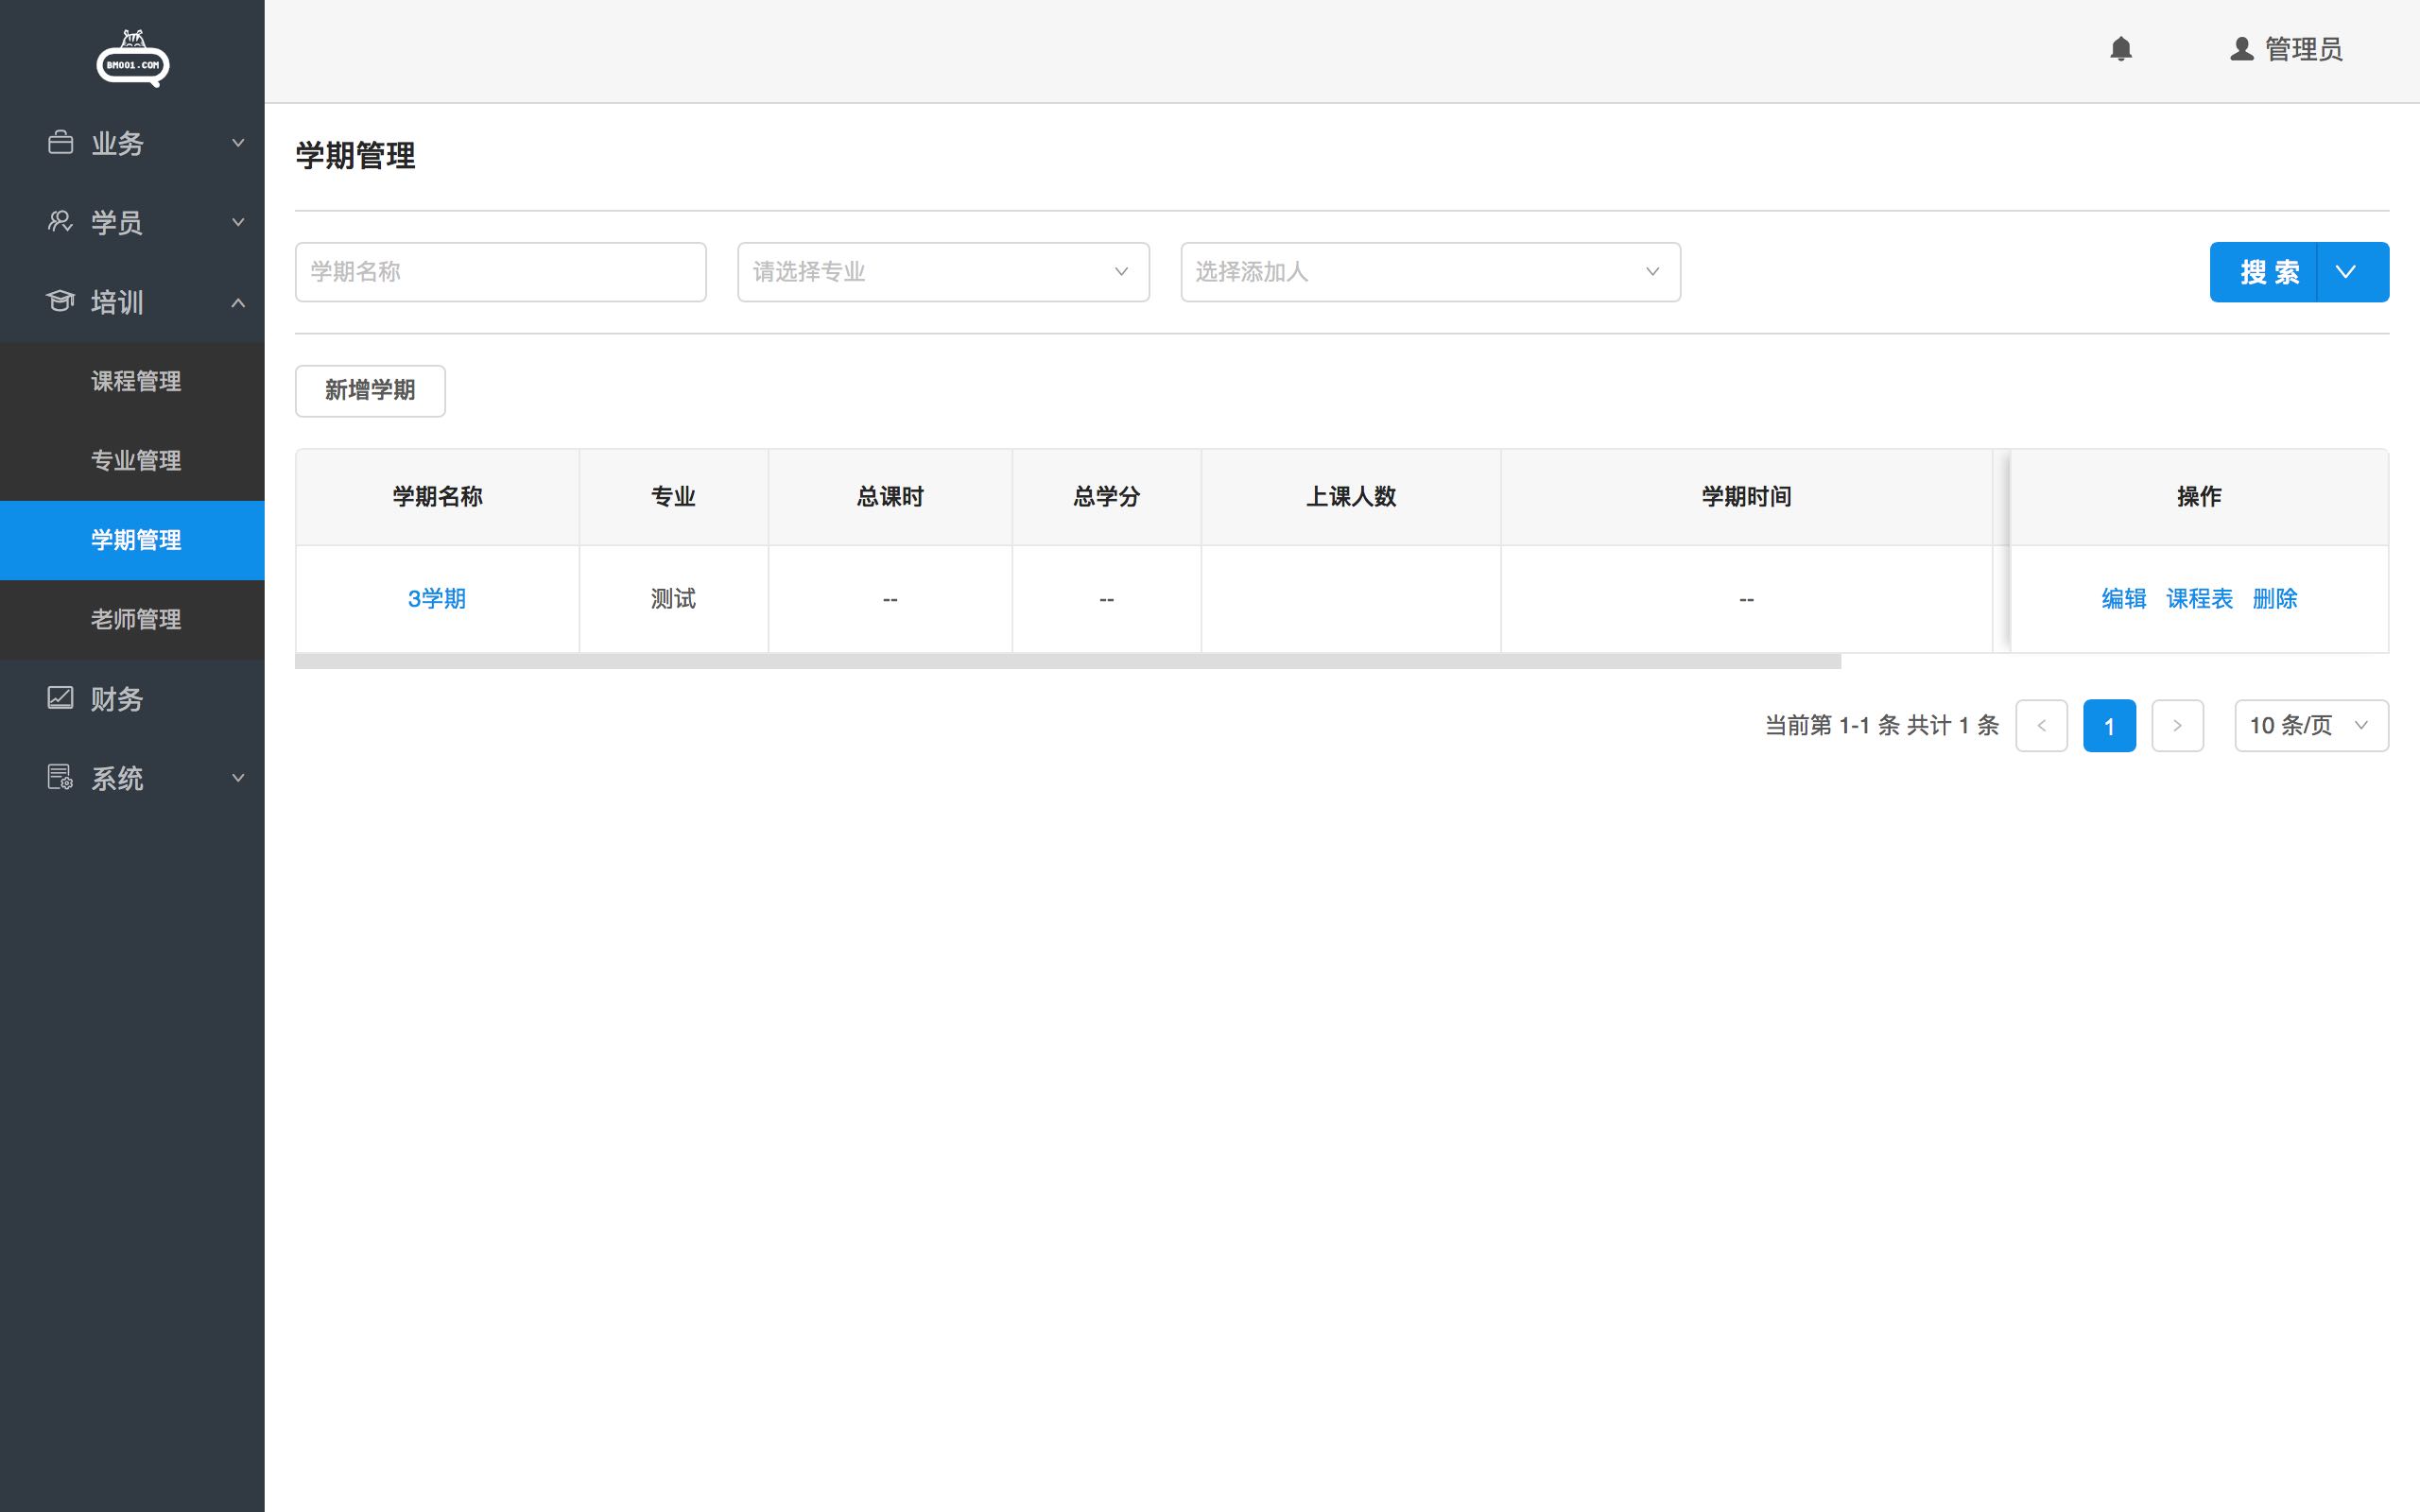 BM001.COM
管理员
业务
学员
培训
课程管理
专业管理
学期管理
老师管理
财务
系统
学期管理
学期名称 请选择专业 选择添加人 搜 索
新增学期
学期名称 专业 总课时 总学分 上课人数 学期时间 操作
3学期 测试 -- -- -- 编辑 课程表 删除
当前第 1-1 条 共计 1 条 < 1 > 10 条/页